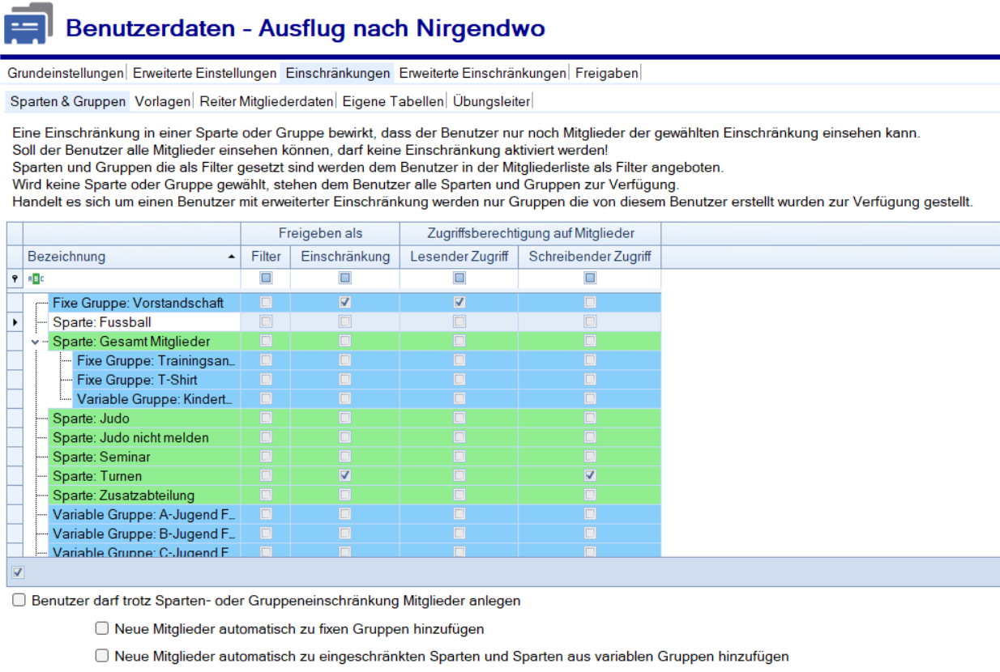 Benutzerdaten - Ausflug nach Nirgendwo
Grundeinstellungen Erweiterte Einstellungen Einschränkungen Erweiterte Einschränkungen Freigaben
Sparten & Gruppen Vorlagen Reiter Mitgliederdaten Eigene Tabellen Übungsleiter
Eine Einschränkung in einer Sparte oder Gruppe bewirkt, dass der Benutzer nur noch Mitglieder der gewählten Einschränkung einsehen kann.
Soll der Benutzer alle Mitglieder einsehen können, darf keine Einschränkung aktiviert werden!
Sparten und Gruppen die als Filter gesetzt sind werden dem Benutzer in der Mitgliederliste als Filter angeboten.
Wird keine Sparte oder Gruppe gewählt, stehen dem Benutzer alle Sparten und Gruppen zur Verfügung.
Handelt es sich um einen Benutzer mit erweiterter Einschränkung werden nur Gruppen die von diesem Benutzer erstellt wurden zur Verfügung gestellt.
Freigeben als Zugriffsberechtigung auf Mitglieder
Bezeichnung Filter Einschränkung Lesender Zugriff Schreibender Zugriff
ABC
Fixe Gruppe: Vorstandschaft
Sparte: Fussball
Sparte: Gesamt Mitglieder
Fixe Gruppe: Trainingsan...
Fixe Gruppe: T-Shirt
Variable Gruppe: Kindert...
Sparte: Judo
Sparte: Judo nicht melden
Sparte: Seminar
Sparte: Turnen
Sparte: Zusatzabteilung
Variable Gruppe: A-Jugend F...
Variable Gruppe: B-Jugend F...
Variable Gruppe: C-Jugend F
Benutzer darf trotz Sparten- oder Gruppeneinschränkung Mitglieder anlegen
Neue Mitglieder automatisch zu fixen Gruppen hinzufügen
Neue Mitglieder automatisch zu eingeschränkten Sparten und Sparten aus variablen Gruppen hinzufügen